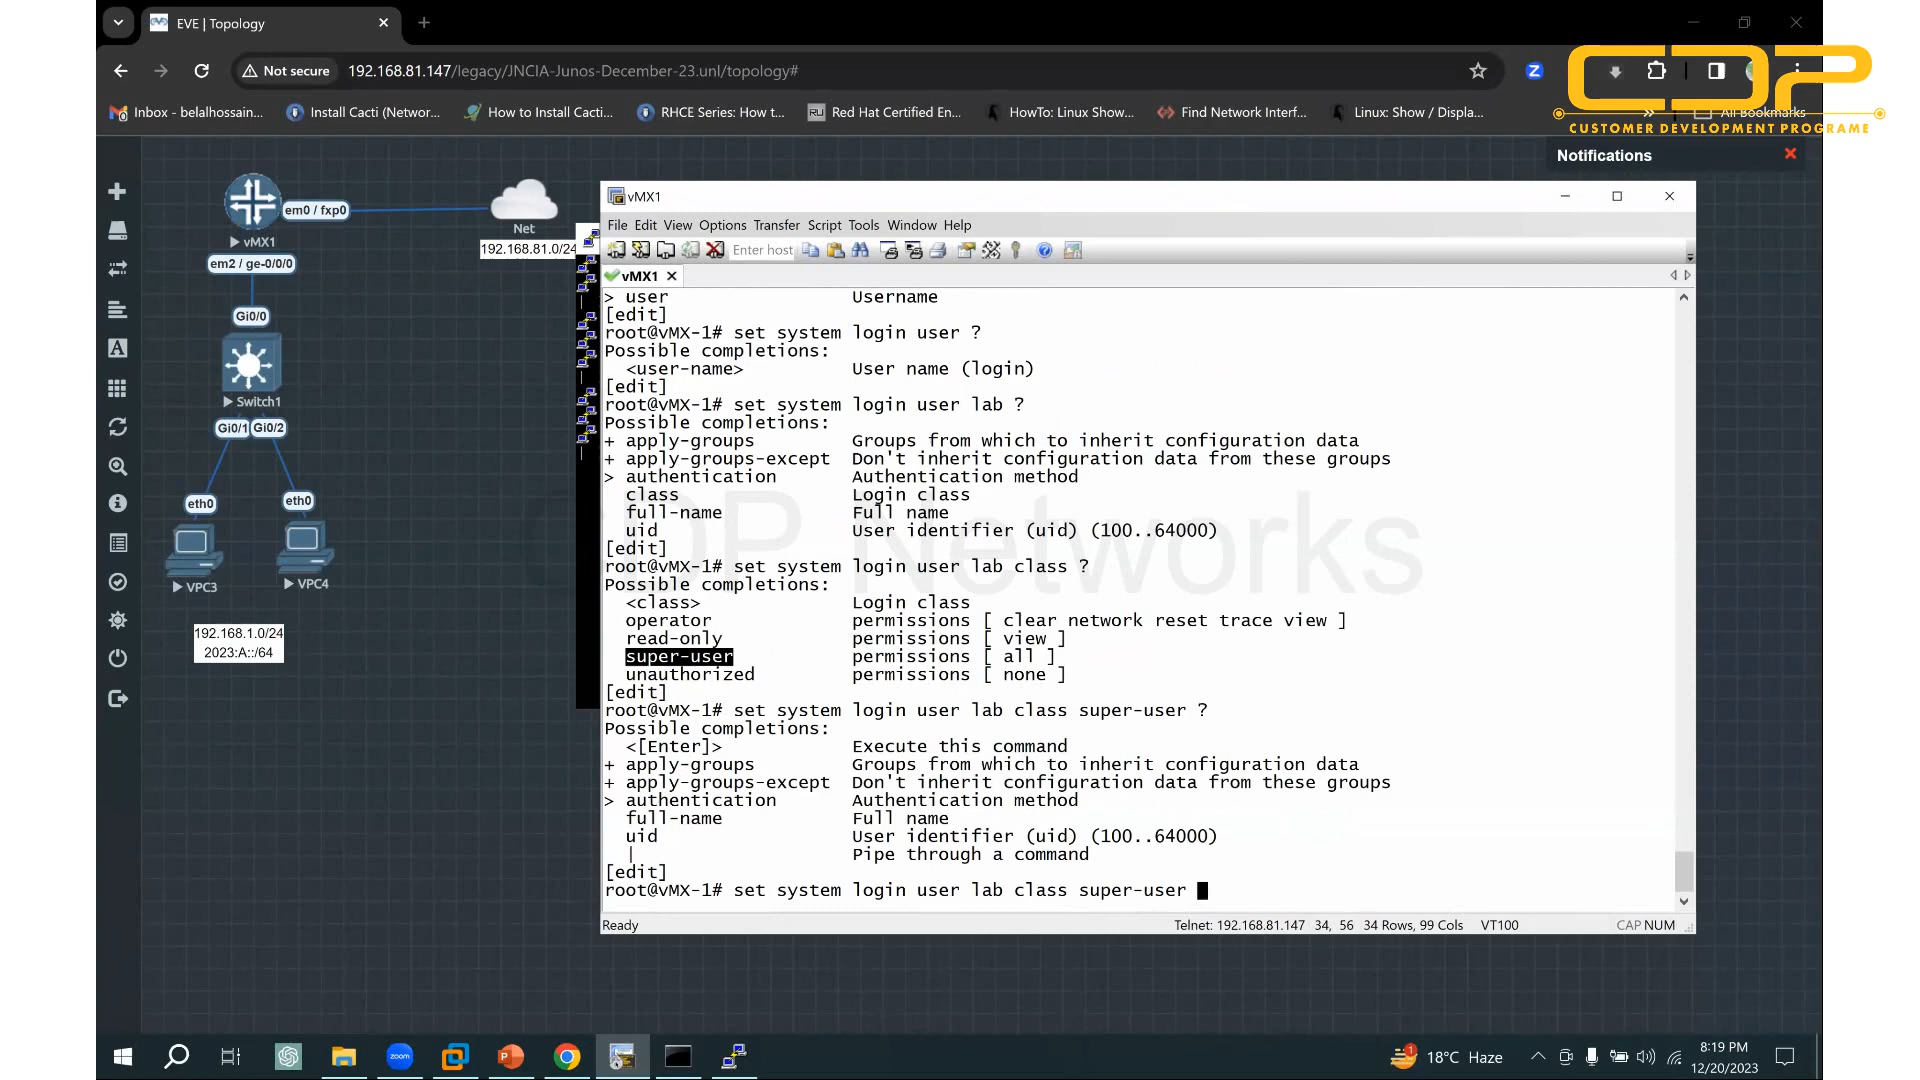 EVE | Topology
Not secure
192.168.81.147/legacy/JNCIA-Junos-December-23.unl/topology#
Inbox - belalhossain...
Install Cacti (Networ...
How to Install Cacti...
RHCE Series: How t...
Red Hat Certified En...
HowTo: Linux Show...
Find Network Interf...
Linux: Show / Displa...
All Bookmarks
CDP
CUSTOMER DEVELOPMENT PROGRAME
Notifications
em0 / fxp0
vMX1
Net
192.168.81.0/24
em2 / ge-0/0/0
Gi0/0
Switch1
Gi0/1
Gi0/2
eth0
eth0
VPC3
VPC4
192.168.1.0/24
2023:A::/64
vMX1
File Edit View Options Transfer Script Tools Window Help
Enter host
vMX1
> user Username
[edit]
root@vMX-1# set system login user ?
Possible completions:
<user-name> User name (login)
[edit]
root@vMX-1# set system login user lab ?
Possible completions:
+ apply-groups Groups from which to inherit configuration data
+ apply-groups-except Don't inherit configuration data from these groups
> authentication Authentication method
class Login class
full-name Full name
uid User identifier (uid) (100..64000)
[edit]
root@vMX-1# set system login user lab class ?
Possible completions:
<class> Login class
operator permissions [ clear network reset trace view ]
read-only permissions [ view ]
super-user permissions [ all ]
unauthorized permissions [ none ]
[edit]
root@vMX-1# set system login user lab class super-user ?
Possible completions:
<[Enter]> Execute this command
+ apply-groups Groups from which to inherit configuration data
+ apply-groups-except Don't inherit configuration data from these groups
> authentication Authentication method
full-name Full name
uid User identifier (uid) (100..64000)
| Pipe through a command
[edit]
root@vMX-1# set system login user lab class super-user
CDP Networks
Ready
Telnet: 192.168.81.147 34, 56 34 Rows, 99 Cols VT100
CAP NUM
zoom
1
18°C Haze
8:19 PM
12/20/2023